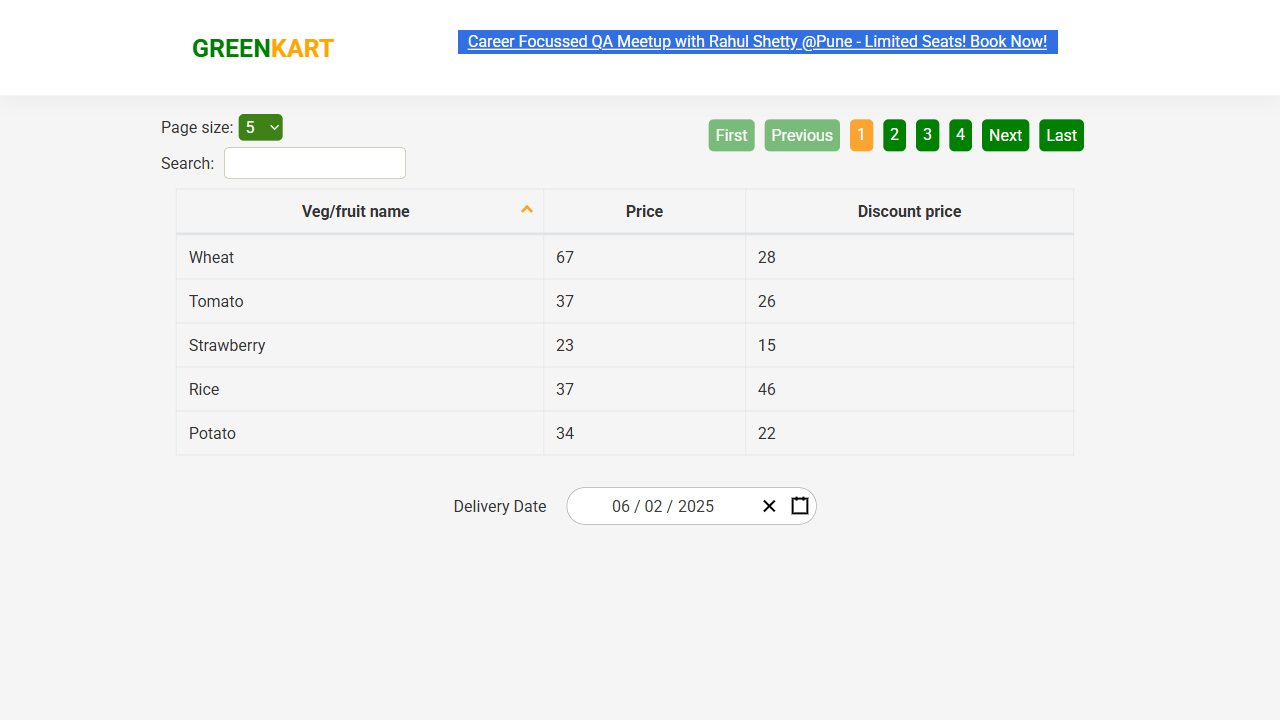 GREENKART
Career Focussed QA Meetup with Rahul Shetty @Pune - Limited Seats! Book Now!
Page size: 5
First Previous 1 2 3 4 Next Last
Search:
Veg/fruit name Price Discount price
Wheat 67 28
Tomato 37 26
Strawberry 23 15
Rice 37 46
Potato 34 22
Delivery Date 06 / 02 / 2025